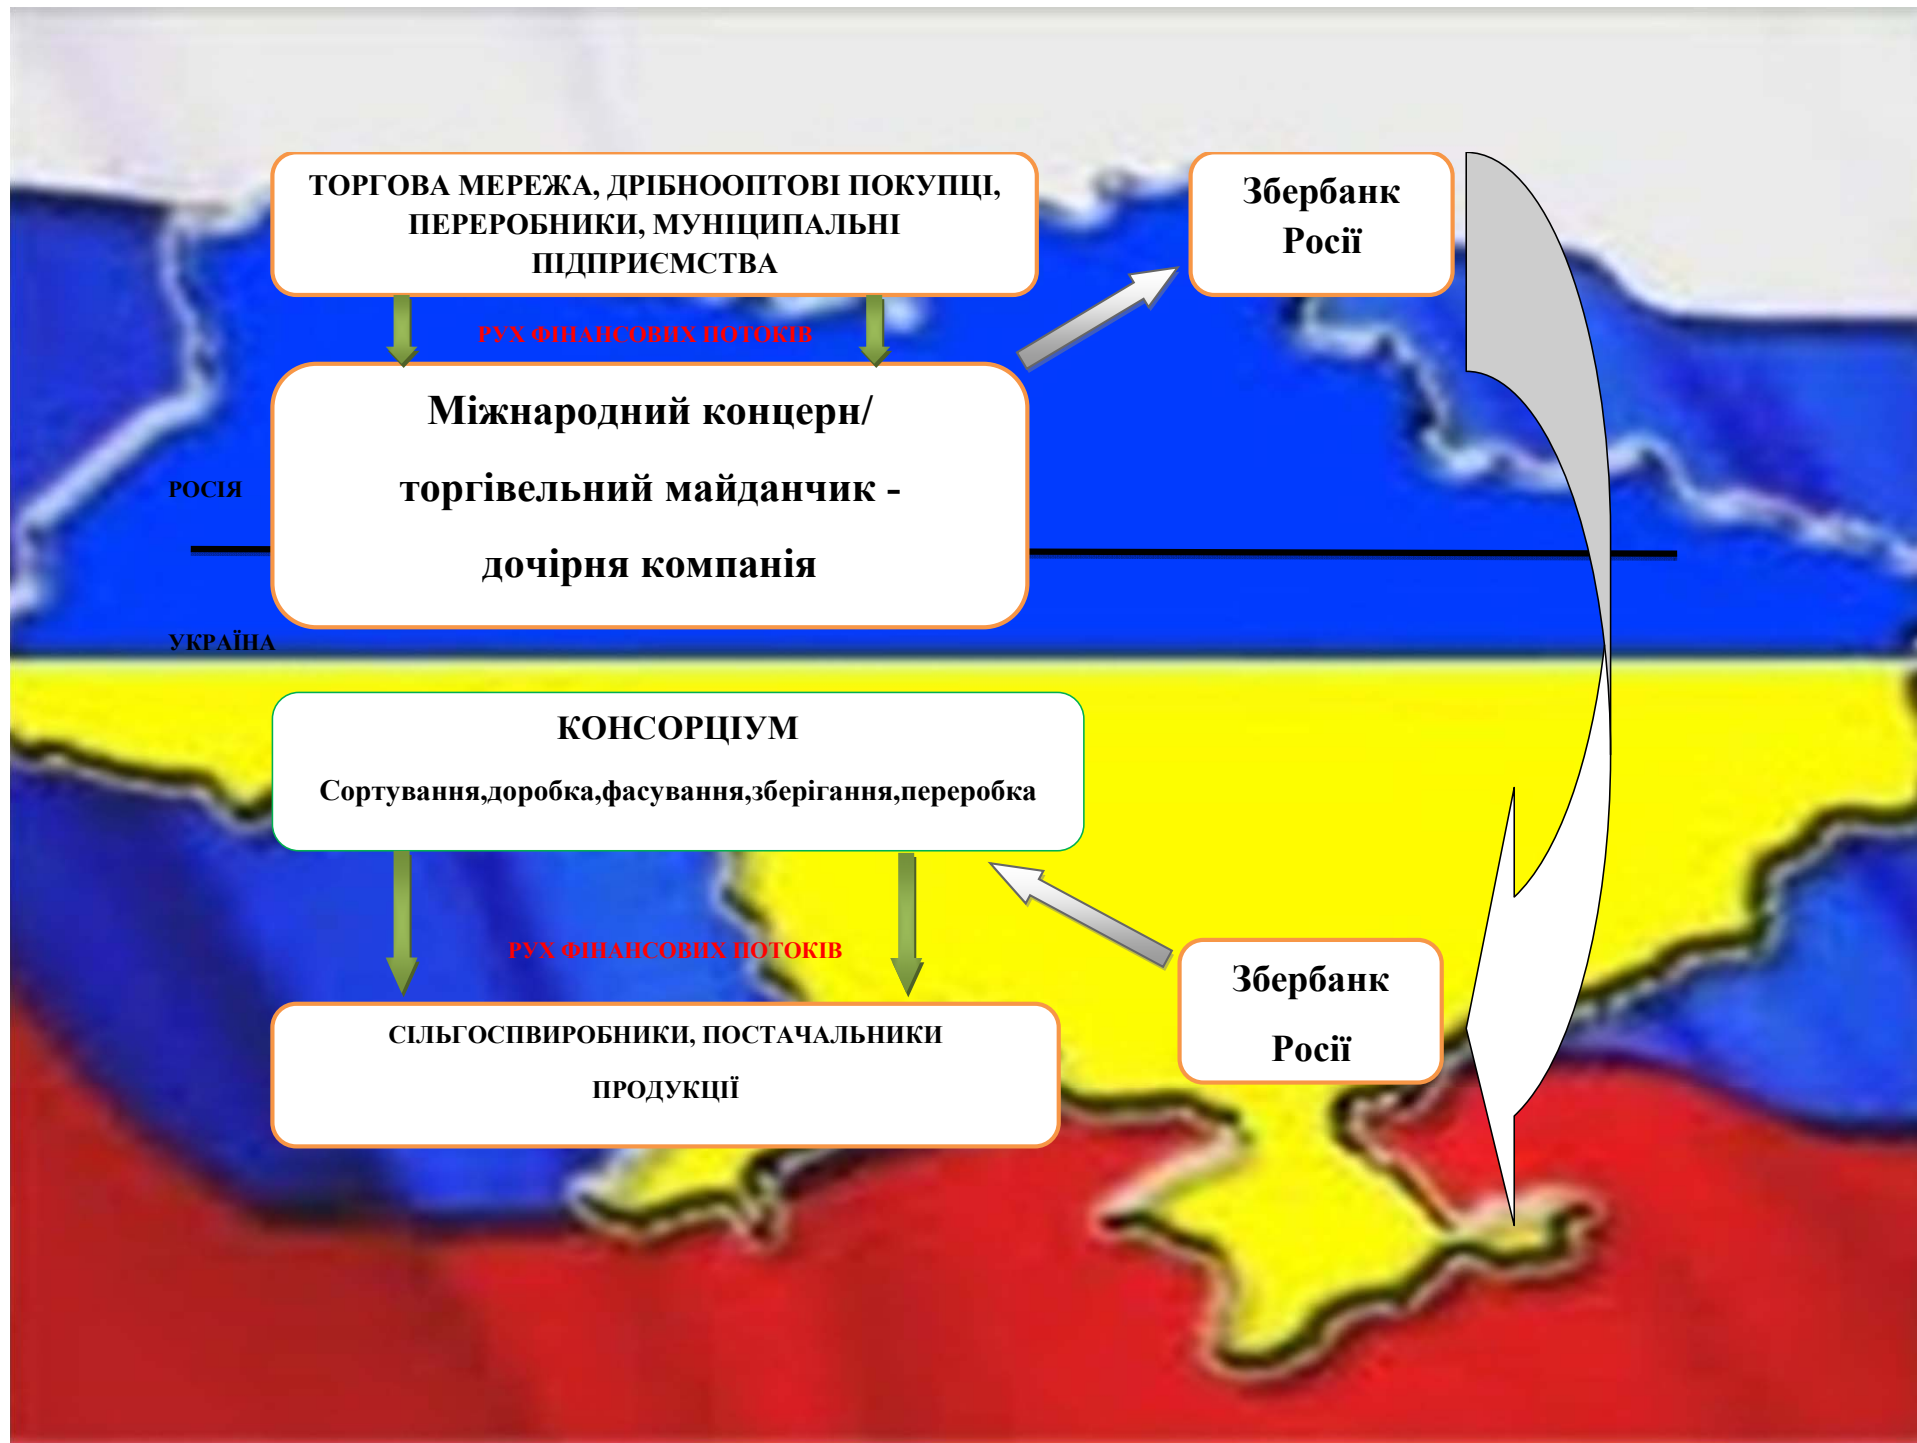 ТОРГОВА МЕРЕЖА, ДРІБНООПТОВІ ПОКУПЦІ,
ПЕРЕРОБНИКИ, МУНІЦИПАЛЬНІ
ПІДПРИЄМСТВА
Збербанк
Росії
РУХ ФІНАНСОВИХ ПОТОКІВ
Міжнародний концерн/
торгівельний майданчик -
дочірня компанія
РОСІЯ
УКРАЇНА
КОНСОРЦІУМ
Сортування,доробка,фасування,зберігання,переробка
РУХ ФІНАНСОВИХ ПОТОКІВ
Збербанк
Росії
СІЛЬГОСПВИРОБНИКИ, ПОСТАЧАЛЬНИКИ
ПРОДУКЦІЇ